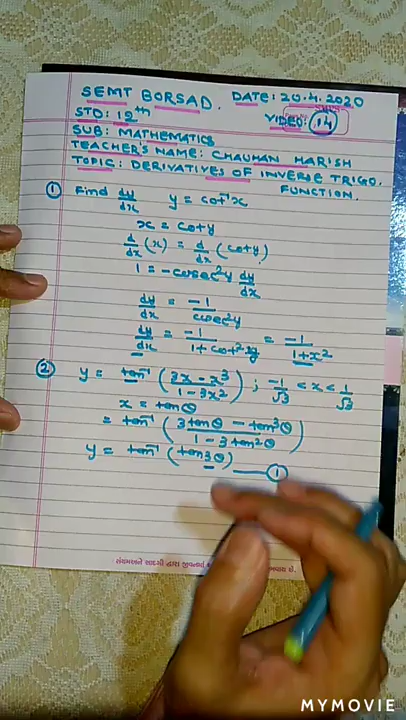 SEMT BORSAD. DATE: 20.4.2020
STD: 12th VIDEO: 14
SUB: MATHEMATICS
TEACHER'S NAME: CHAUHAN HARISH
TOPIC: DERIVATIVES OF INVERSE TRIGO. FUNCTION.
① Find dy/dx y = cot⁻¹x
x = cot y
d/dx (x) = d/dx (cot y)
1 = -cosec²y dy/dx
dy/dx = -1/cosec²y
dy/dx = -1/1+cot²y = -1/1+x²
② y = tan⁻¹ (3x - x³/1 - 3x²) ; -1/√3 < x < 1/√3
x = tanθ
= tan⁻¹ (3tanθ - tan³θ/1 - 3tan²θ)
y = tan⁻¹ (tan3θ) — ①
MYMOVIE